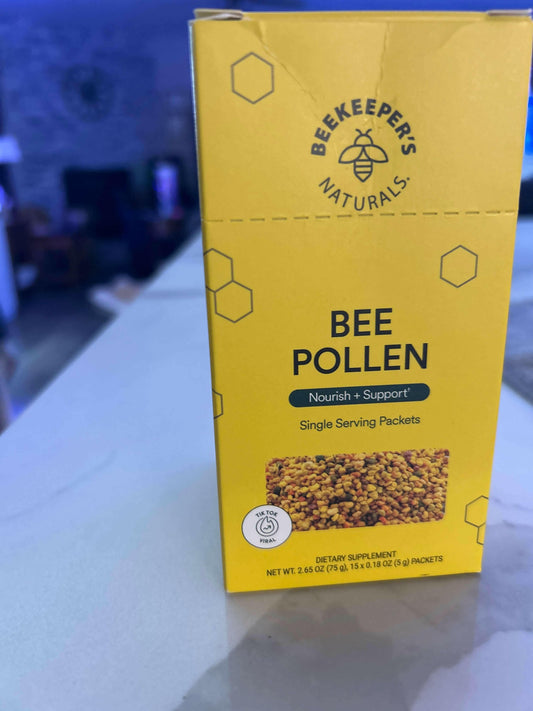 BEEKEEPER'S
NATURALS.
BEE
POLLEN
Nourish + Support†
Single Serving Packets
TIK TOK
VIRAL
DIETARY SUPPLEMENT
NET WT. 2.65 OZ (75 g), 15 x 0.18 OZ (5 g) PACKETS